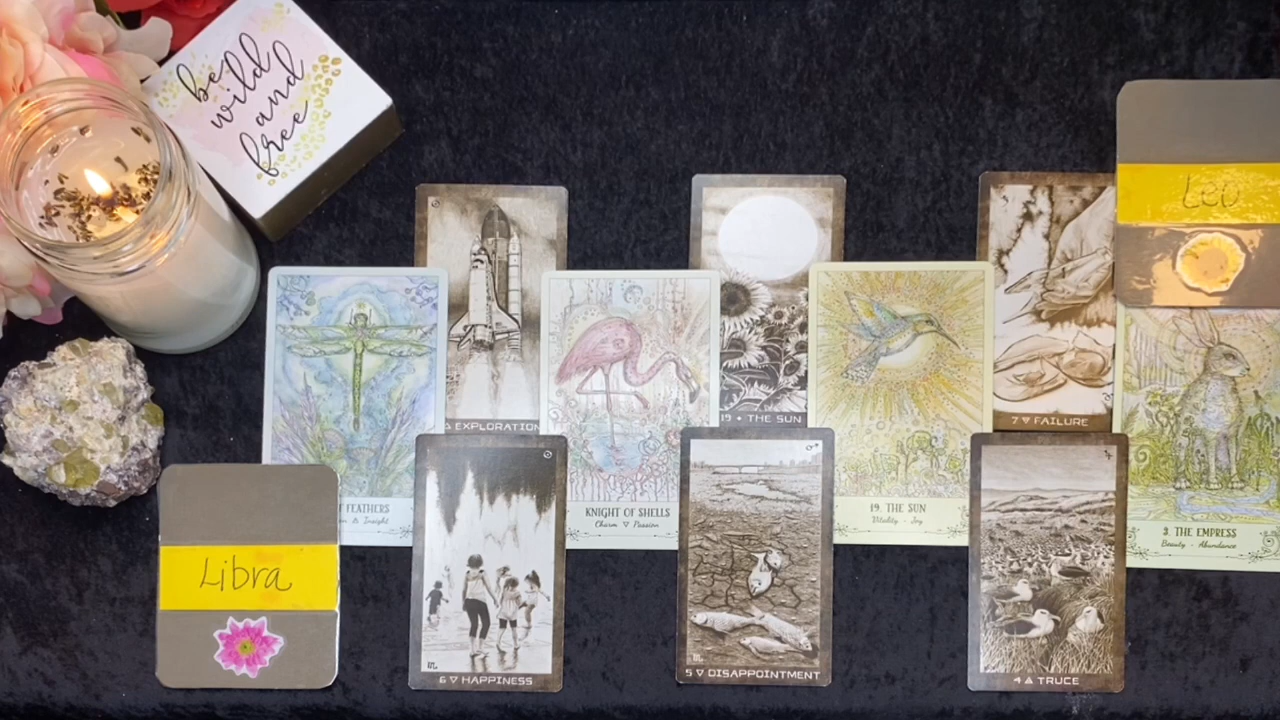 be
wild
and
free
Leo
EXPLORATION
19 ◆ THE SUN
7 ▽ FAILURE
FEATHERS
& Insight
KNIGHT OF SHELLS
Charm ▽ Passion
19. THE SUN
Vitality - Joy
3. THE EMPRESS
Beauty - Abundance
Libra
6 ▽ HAPPINESS
5 ▽ DISAPPOINTMENT
4 △ TRUCE